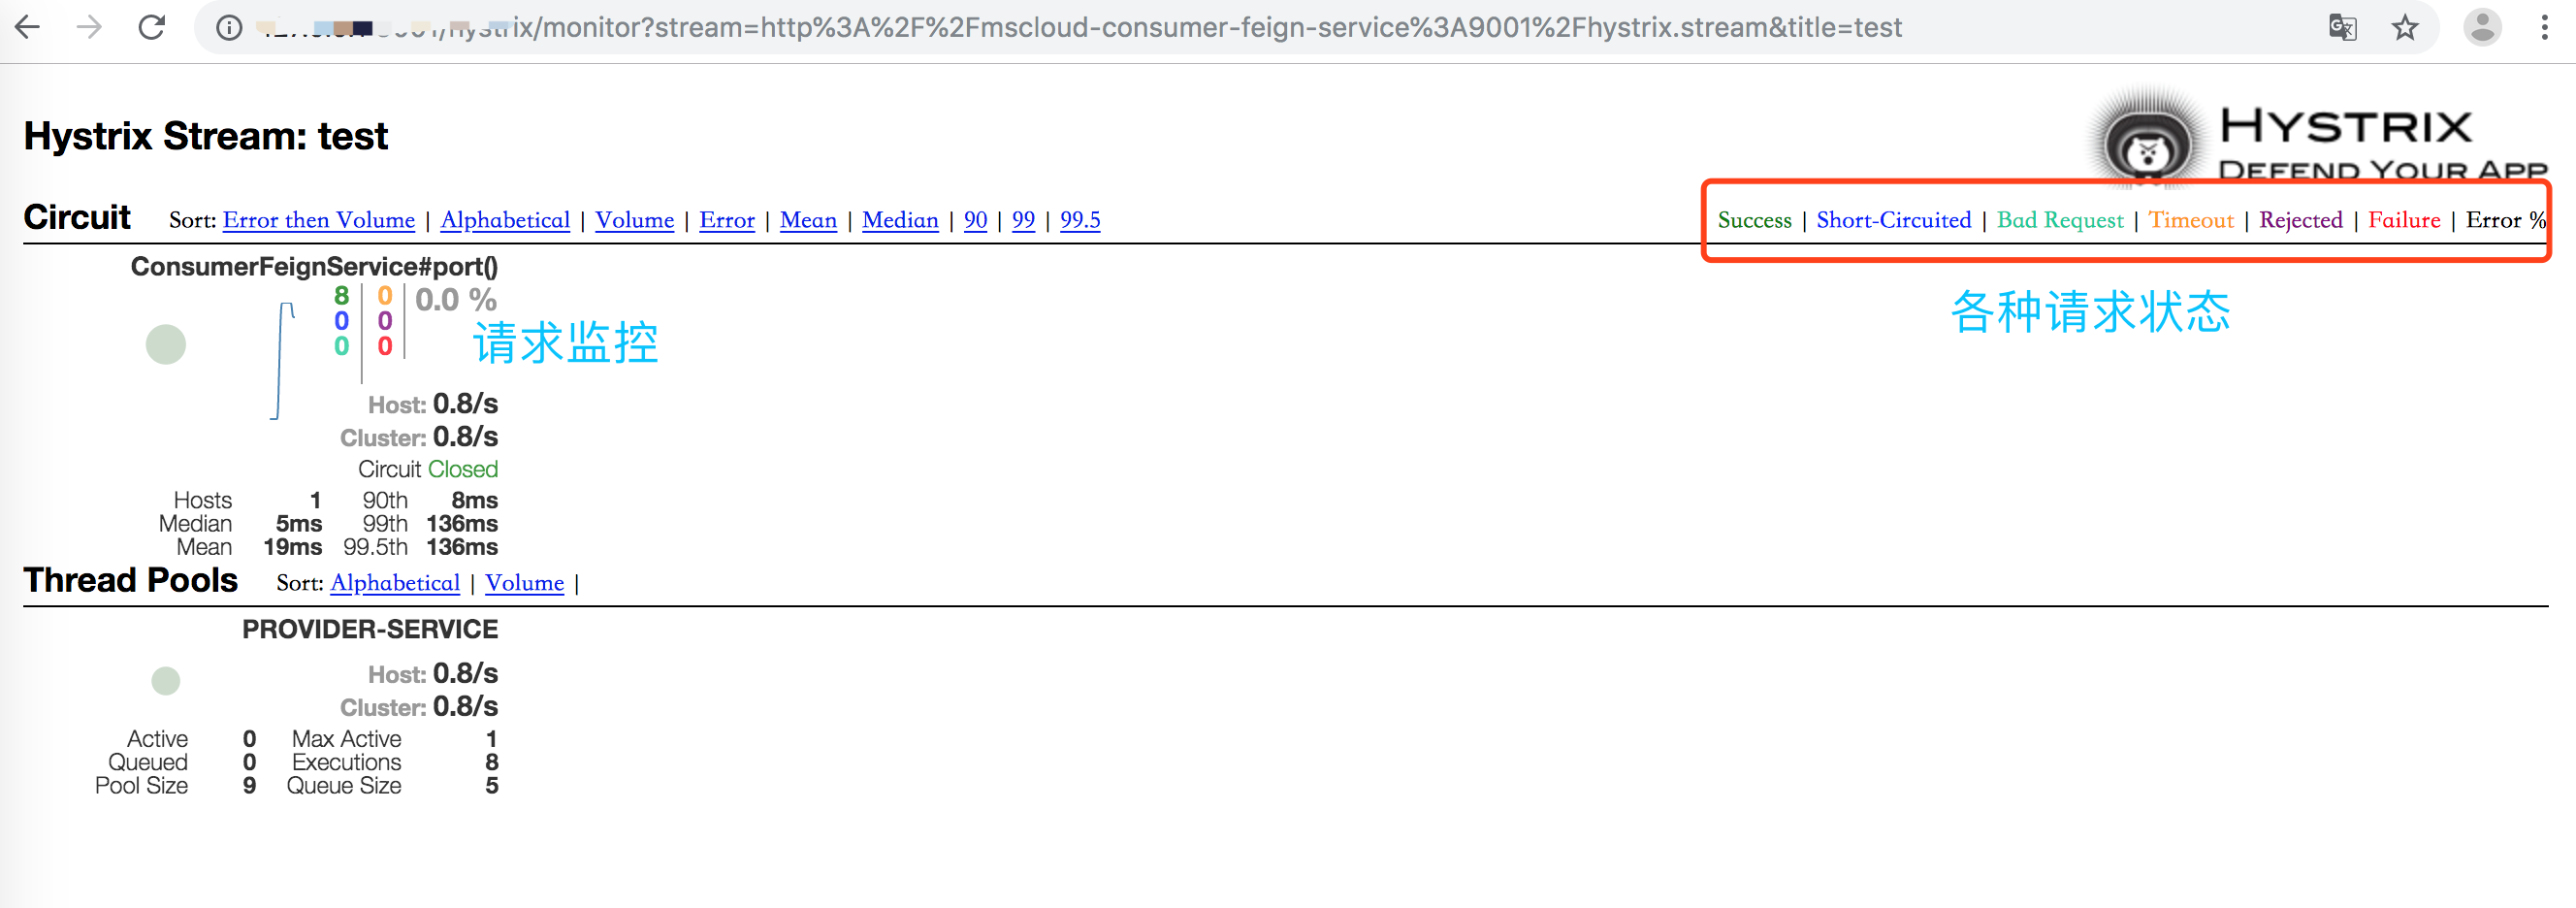 /hystrix/monitor?stream=http%3A%2F%2Fmscloud-consumer-feign-service%3A9001%2Fhystrix.stream&title=test
Hystrix Stream: test
HYSTRIX
DEFEND YOUR APP
Circuit Sort: Error then Volume | Alphabetical | Volume | Error | Mean | Median | 90 | 99 | 99.5
Success | Short-Circuited | Bad Request | Timeout | Rejected | Failure | Error %
各种请求状态
ConsumerFeignService#port()
8 0 0.0 %
0 0
0 0
请求监控
Host: 0.8/s
Cluster: 0.8/s
Circuit Closed
Hosts 1 90th 8ms
Median 5ms 99th 136ms
Mean 19ms 99.5th 136ms
Thread Pools Sort: Alphabetical | Volume |
PROVIDER-SERVICE
Host: 0.8/s
Cluster: 0.8/s
Active 0 Max Active 1
Queued 0 Executions 8
Pool Size 9 Queue Size 5